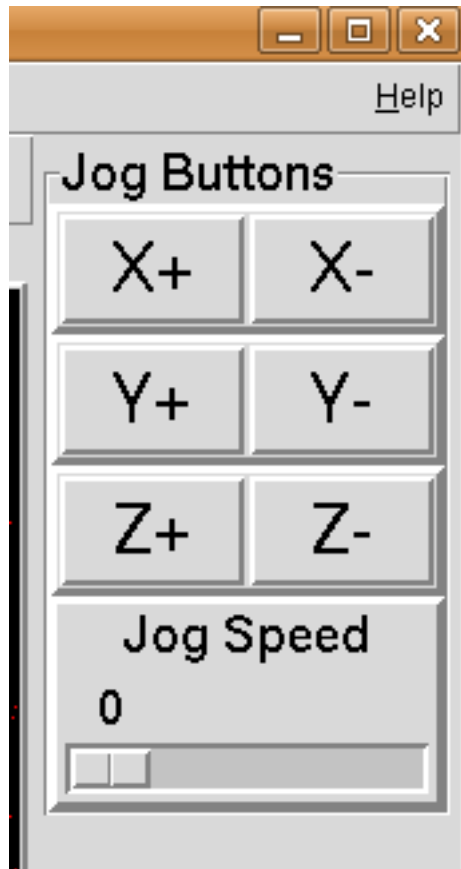 Help
Jog Buttons
X+ X-
Y+ Y-
Z+ Z-
Jog Speed
0